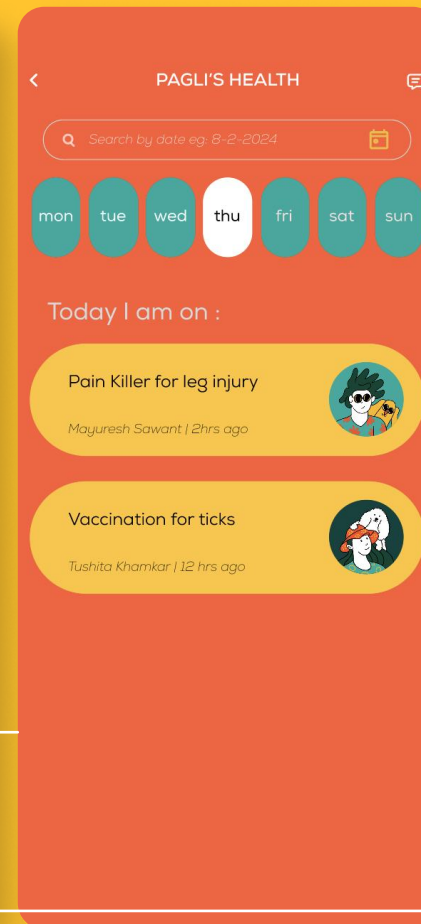 PAGLI'S HEALTH
Search by date eg: 8-2-2024
mon tue wed thu fri sat sun
Today I am on :
Pain Killer for leg injury
Mayuresh Sawant | 2hrs ago
Vaccination for ticks
Tushita Khamkar | 12 hrs ago